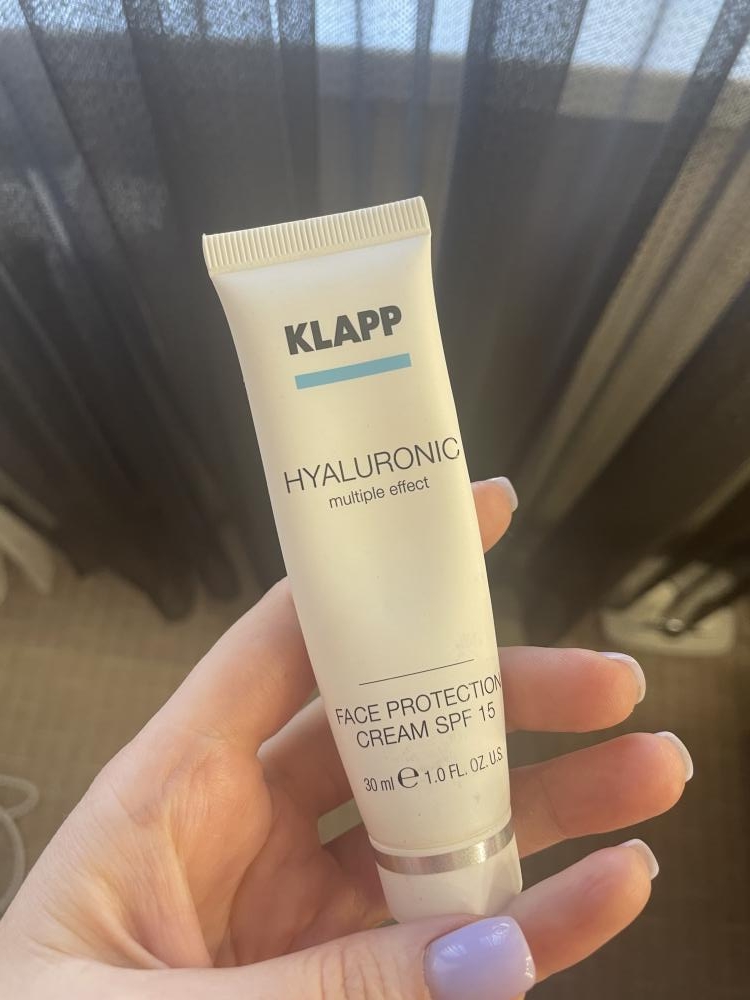 KLAPP
HYALURONIC
multiple effect
FACE PROTECTION
CREAM SPF 15
30 ml e 1.0 FL. OZ. U.S.